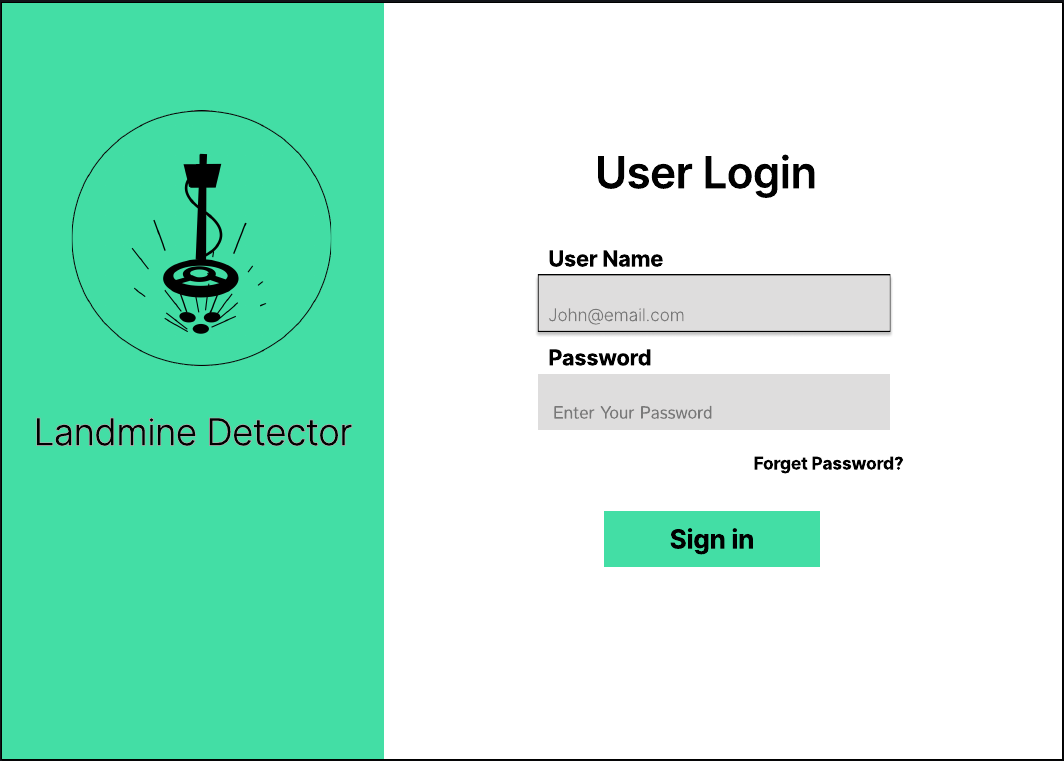 Landmine Detector
User Login
User Name
John@email.com
Password
Enter Your Password
Forget Password?
Sign in